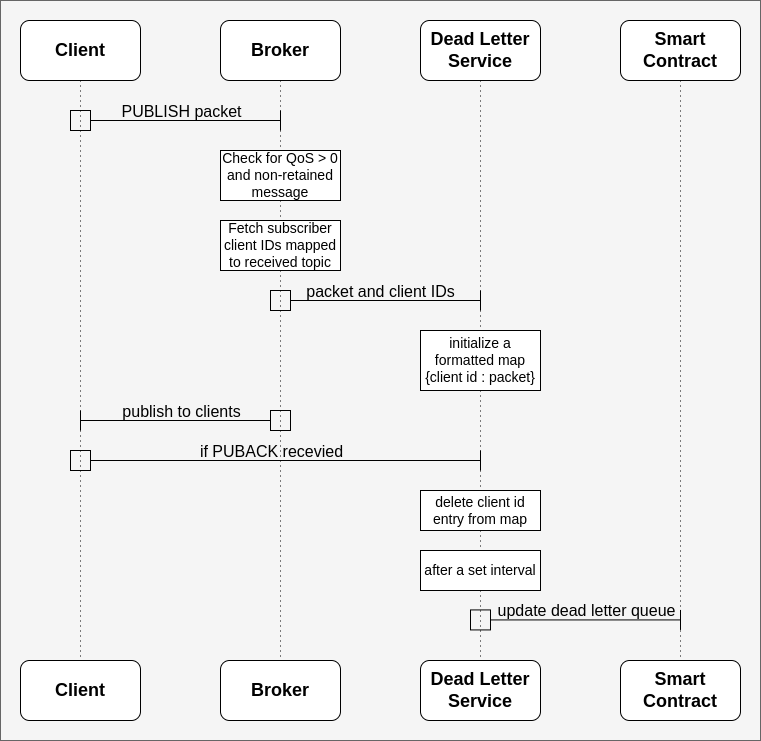 Client
Broker
Dead Letter
Service
Smart
Contract
PUBLISH packet
Check for QoS > 0
and non-retained
message
Fetch subscriber
client IDs mapped
to received topic
packet and client IDs
initialize a
formatted map
{client id : packet}
publish to clients
if PUBACK recevied
delete client id
entry from map
after a set interval
update dead letter queue
Client
Broker
Dead Letter
Service
Smart
Contract